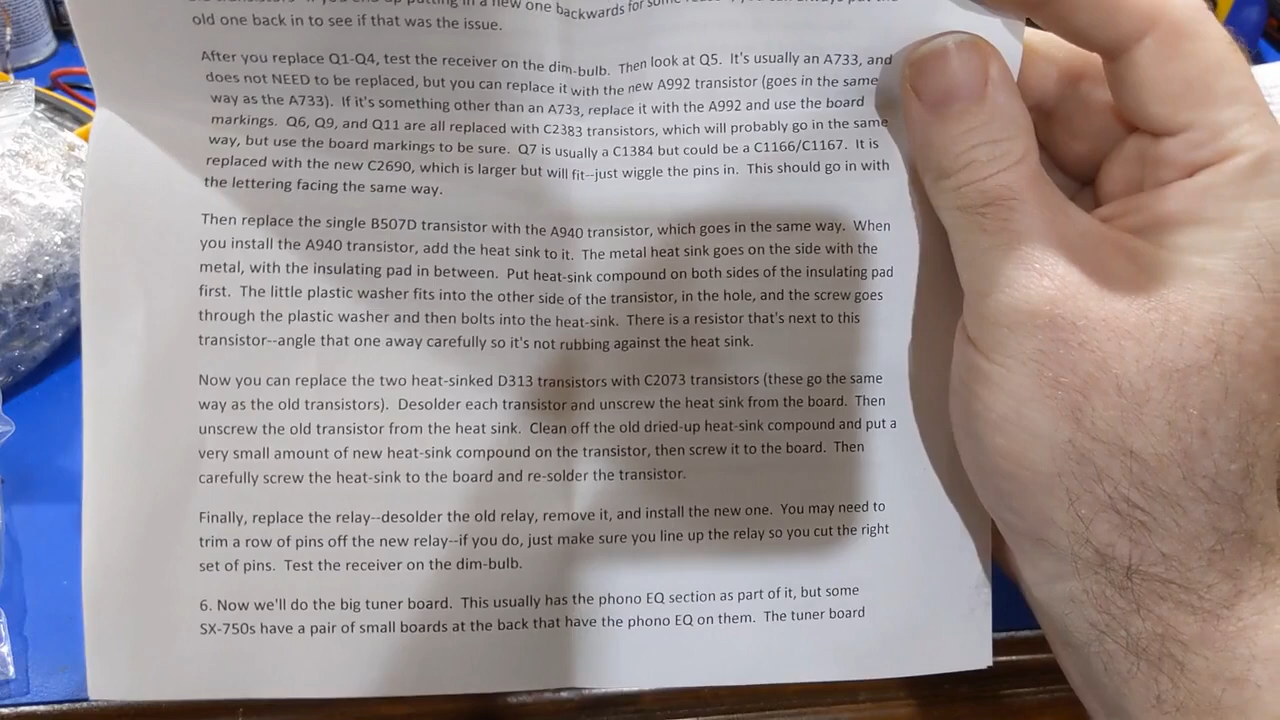 putting in a new one backwards for some
old one back in to see if that was the issue.
After you replace Q1-Q4, test the receiver on the dim-bulb. Then look at Q5. It's usually an A733, and
does not NEED to be replaced, but you can replace it with the new A992 transistor (goes in the same
way as the A733). If it's something other than an A733, replace it with the A992 and use the board
markings. Q6, Q9, and Q11 are all replaced with C2383 transistors, which will probably go in the same
way, but use the board markings to be sure. Q7 is usually a C1384 but could be a C1166/C1167. It is
replaced with the new C2690, which is larger but will fit--just wiggle the pins in. This should go in with
the lettering facing the same way.
Then replace the single B507D transistor with the A940 transistor, which goes in the same way. When
you install the A940 transistor, add the heat sink to it. The metal heat sink goes on the side with the
metal, with the insulating pad in between. Put heat-sink compound on both sides of the insulating pad
first. The little plastic washer fits into the other side of the transistor, in the hole, and the screw goes
through the plastic washer and then bolts into the heat-sink. There is a resistor that's next to this
transistor--angle that one away carefully so it's not rubbing against the heat sink.
Now you can replace the two heat-sinked D313 transistors with C2073 transistors (these go the same
way as the old transistors). Desolder each transistor and unscrew the heat sink from the board. Then
unscrew the old transistor from the heat sink. Clean off the old dried-up heat-sink compound and put a
very small amount of new heat-sink compound on the transistor, then screw it to the board. Then
carefully screw the heat-sink to the board and re-solder the transistor.
Finally, replace the relay--desolder the old relay, remove it, and install the new one. You may need to
trim a row of pins off the new relay--if you do, just make sure you line up the relay so you cut the right
set of pins. Test the receiver on the dim-bulb.
6. Now we'll do the big tuner board. This usually has the phono EQ section as part of it, but some
SX-750s have a pair of small boards at the back that have the phono EQ on them. The tuner board